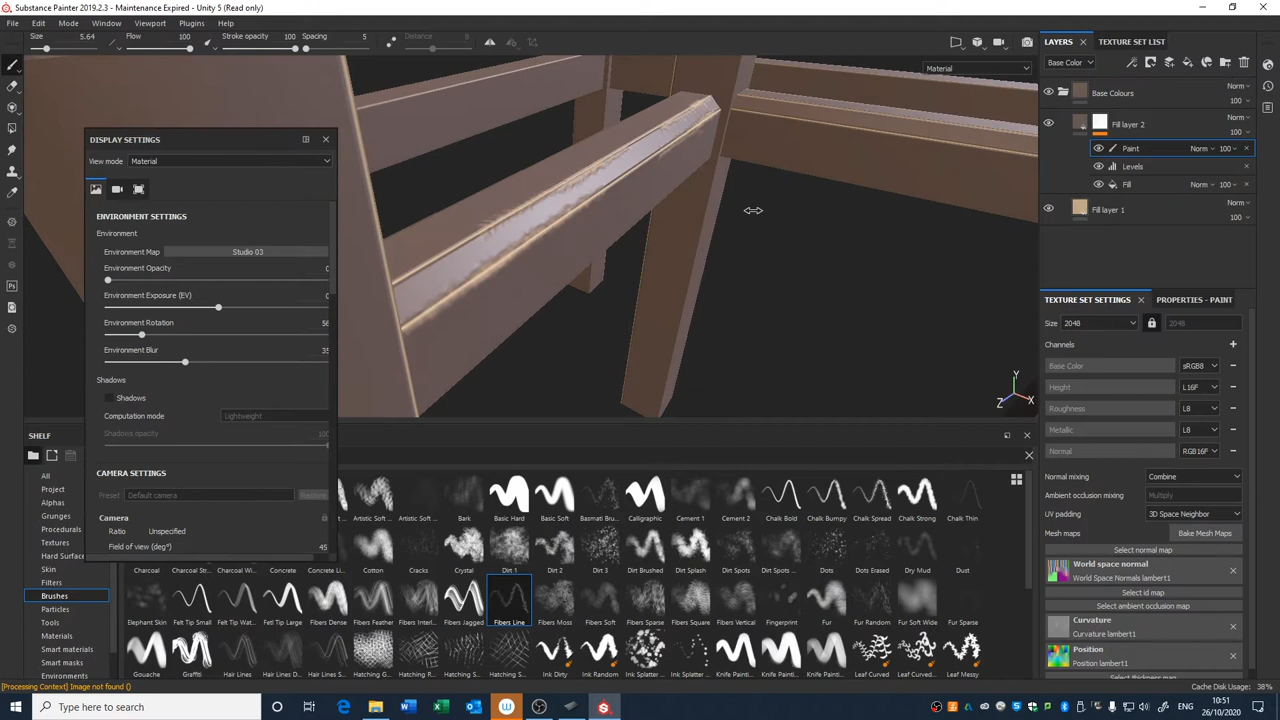 Substance Painter 2019.2.3 - Maintenance Expired - Unity 5 (Read only)
File Edit Mode Window Viewport Plugins Help
Size 5.64 Flow 100 Stroke opacity 100 Spacing 5 Distance 8
Material
LAYERS TEXTURE SET LIST
Base Color
Base Colours Norm 100
Fill layer 2 Norm 100
Paint Norm 100
Levels
Fill Norm 100
Fill layer 1 Norm 100
DISPLAY SETTINGS
View mode Material
ENVIRONMENT SETTINGS
Environment
Environment Map Studio 03
Environment Opacity
Environment Exposure (EV)
Environment Rotation
Environment Blur
Shadows
Shadows
Computation mode Lightweight
Shadows opacity
CAMERA SETTINGS
Preset Default camera Restore
Camera
Ratio Unspecified
Field of view (deg°) 45
X Y Z
TEXTURE SET SETTINGS PROPERTIES - PAINT
Size 2048 2048
Channels
Base Color sRGB8
Height L16F
Roughness L8
Metallic L8
Normal RGB16F
Normal mixing Combine
Ambient occlusion mixing Multiply
UV padding 3D Space Neighbor
Mesh maps Bake Mesh Maps
Select normal map
World space normal
World Space Normals lambert1
Select id map
Select ambient occlusion map
Curvature
Curvature lambert1
Position
Position lambert1
Select thickness map
SHELF
All
Project
Alphas
Grunges
Procedurals
Textures
Hard Surface
Skin
Filters
Brushes
Particles
Tools
Materials
Smart materials
Smart masks
Environments
Artistic Soft ... Artistic Soft ... Bark Basic Hard Basic Soft Basmati Bru... Calligraphic Cement 1 Cement 2 Chalk Bold Chalk Bumpy Chalk Spread Chalk Strong Chalk Thin
Charcoal Charcoal Str... Charcoal Wi... Concrete Concrete Li... Cotton Cracks Crystal Dirt 1 Dirt 2 Dirt 3 Dirt Brushed Dirt Splash Dirt Spots Dirt Spots ... Dots Dots Erased Dry Mud Dust
Elephant Skin Felt Tip Small Felt Tip Wat... Fetl Tip Large Fibers Dense Fibers Feather Fibers Interl... Fibers Jagged Fibers Line Fibers Moss Fibers Soft Fibers Sparse Fibers Square Fibers Vertical Fingerprint Fur Fur Random Fur Soft Wide Fur Sparse
Gouache Graffiti Hair Lines Hair Lines D... Hatching G... Hatching ... Hatching S... Hatching S... Ink Dirty Ink Random Ink Splatter ... Ink Splatter ... Knife Painti... Knife Painti... Knife Painti... Leaf Curved Leaf Curved ... Leaf Messy
[Processing Context] Image not found ()
Cache Disk Usage: 38%
Type here to search
10:51
26/10/2020